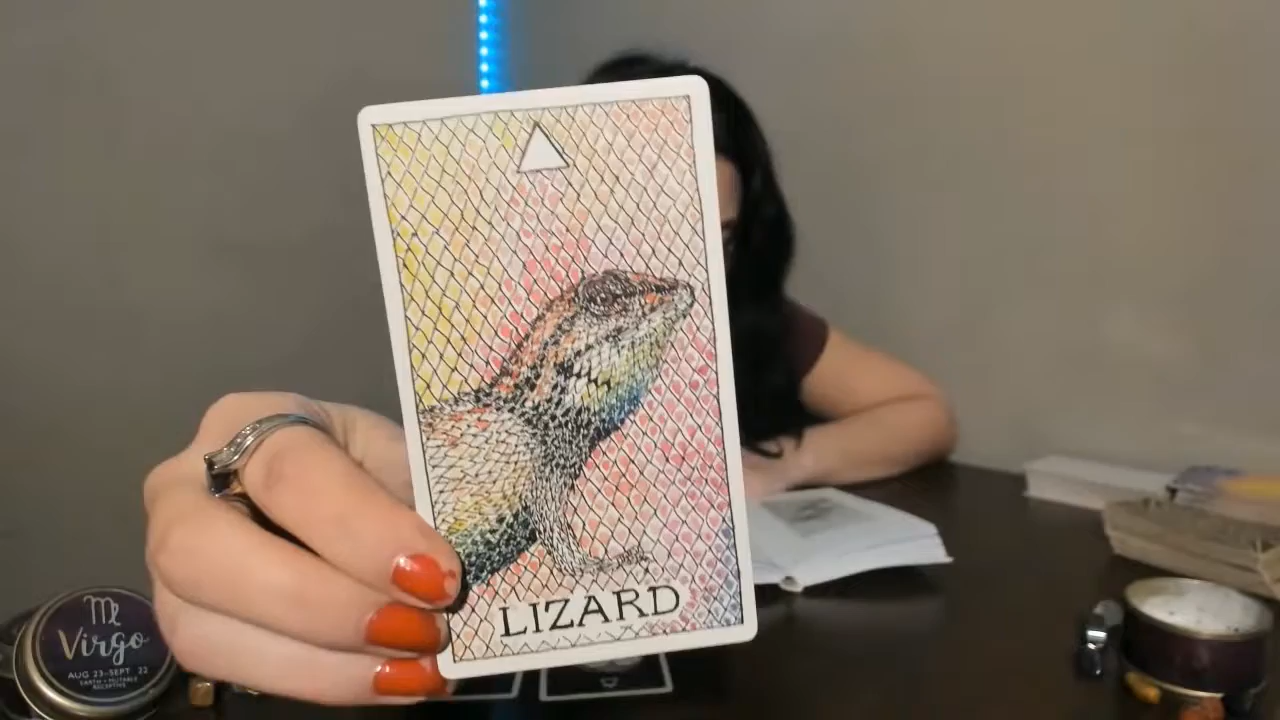 LIZARD
Virgo
AUG 23-SEPT 22
EARTH • MUTABLE
RECEPTIVE